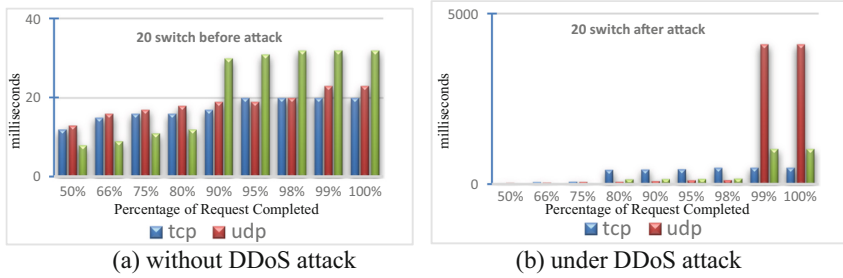 40
20 switch before attack
milliseconds
20
0
50% 66% 75% 80% 90% 95% 98% 99% 100%
Percentage of Request Completed
tcp udp
(a) without DDoS attack
5000
20 switch after attack
milliseconds
0
50% 66% 75% 80% 90% 95% 98% 99% 100%
Percentage of Request Completed
tcp udp
(b) under DDoS attack